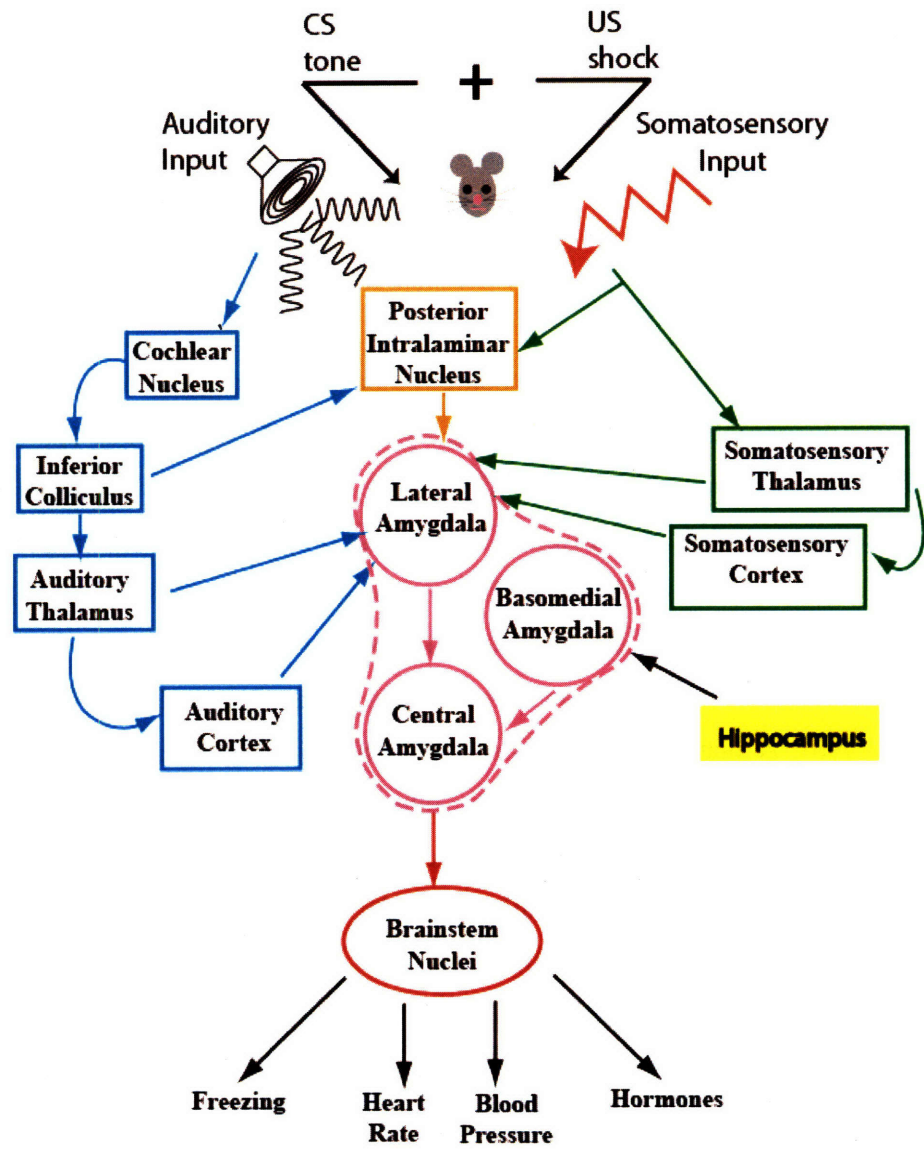 CS
tone
US
shock
Auditory
Input
Somatosensory
Input
Posterior
Intralaminar
Nucleus
Cochlear
Nucleus
Inferior
Colliculus
Somatosensory
Thalamus
Lateral
Amygdala
Somatosensory
Cortex
Auditory
Thalamus
Basomedial
Amygdala
Auditory
Cortex
Central
Amygdala
Hippocampus
Brainstem
Nuclei
Freezing
Heart
Rate
Blood
Pressure
Hormones